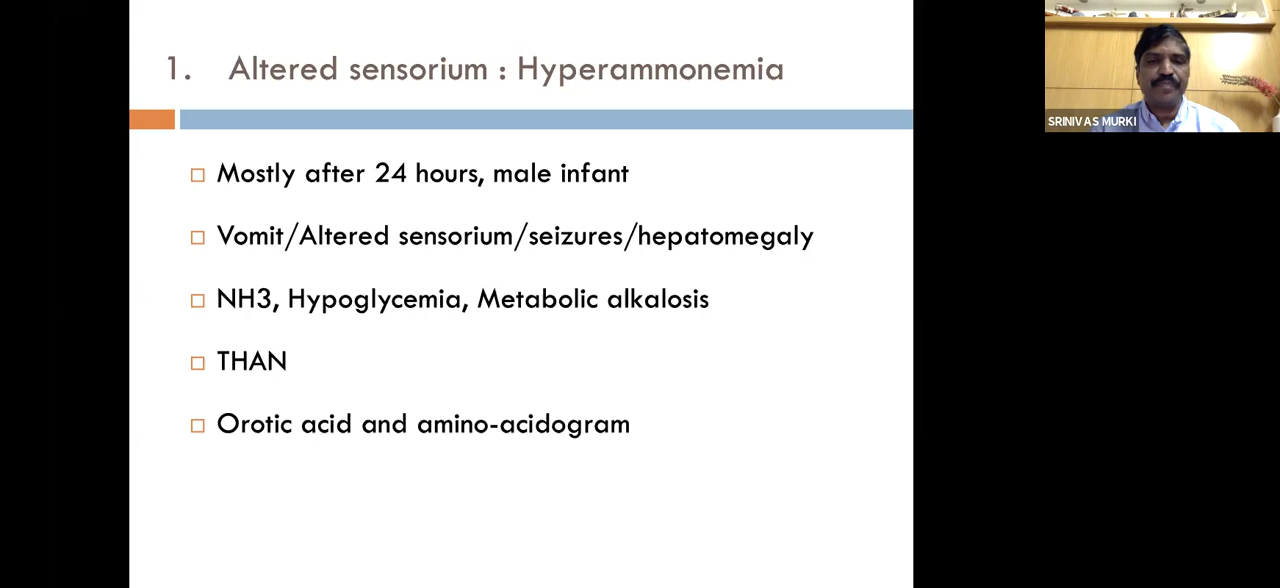 1. Altered sensorium : Hyperammonemia
Mostly after 24 hours, male infant
Vomit/Altered sensorium/seizures/hepatomegaly
NH3, Hypoglycemia, Metabolic alkalosis
THAN
Orotic acid and amino-acidogram
SRINIVAS MURKI